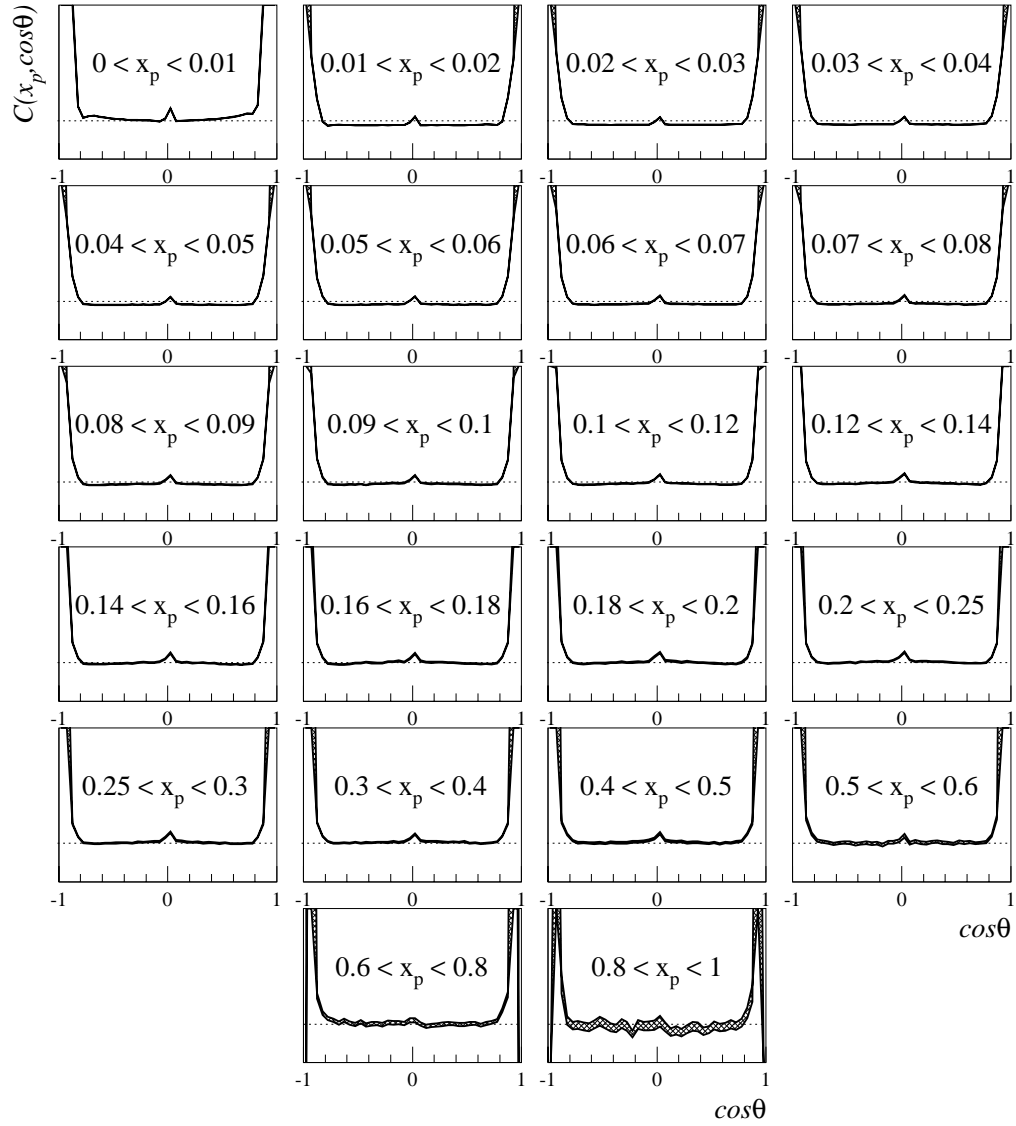 C(x_p,cosθ)
0 < x_p < 0.01
0.01 < x_p < 0.02
0.02 < x_p < 0.03
0.03 < x_p < 0.04
-1 0 1
-1 0 1
-1 0 1
-1 0 1
0.04 < x_p < 0.05
0.05 < x_p < 0.06
0.06 < x_p < 0.07
0.07 < x_p < 0.08
-1 0 1
-1 0 1
-1 0 1
-1 0 1
0.08 < x_p < 0.09
0.09 < x_p < 0.1
0.1 < x_p < 0.12
0.12 < x_p < 0.14
-1 0 1
-1 0 1
-1 0 1
-1 0 1
0.14 < x_p < 0.16
0.16 < x_p < 0.18
0.18 < x_p < 0.2
0.2 < x_p < 0.25
-1 0 1
-1 0 1
-1 0 1
-1 0 1
0.25 < x_p < 0.3
0.3 < x_p < 0.4
0.4 < x_p < 0.5
0.5 < x_p < 0.6
-1 0 1
-1 0 1
-1 0 1
-1 0 1
cosθ
0.6 < x_p < 0.8
0.8 < x_p < 1
-1 0 1
-1 0 1
cosθ